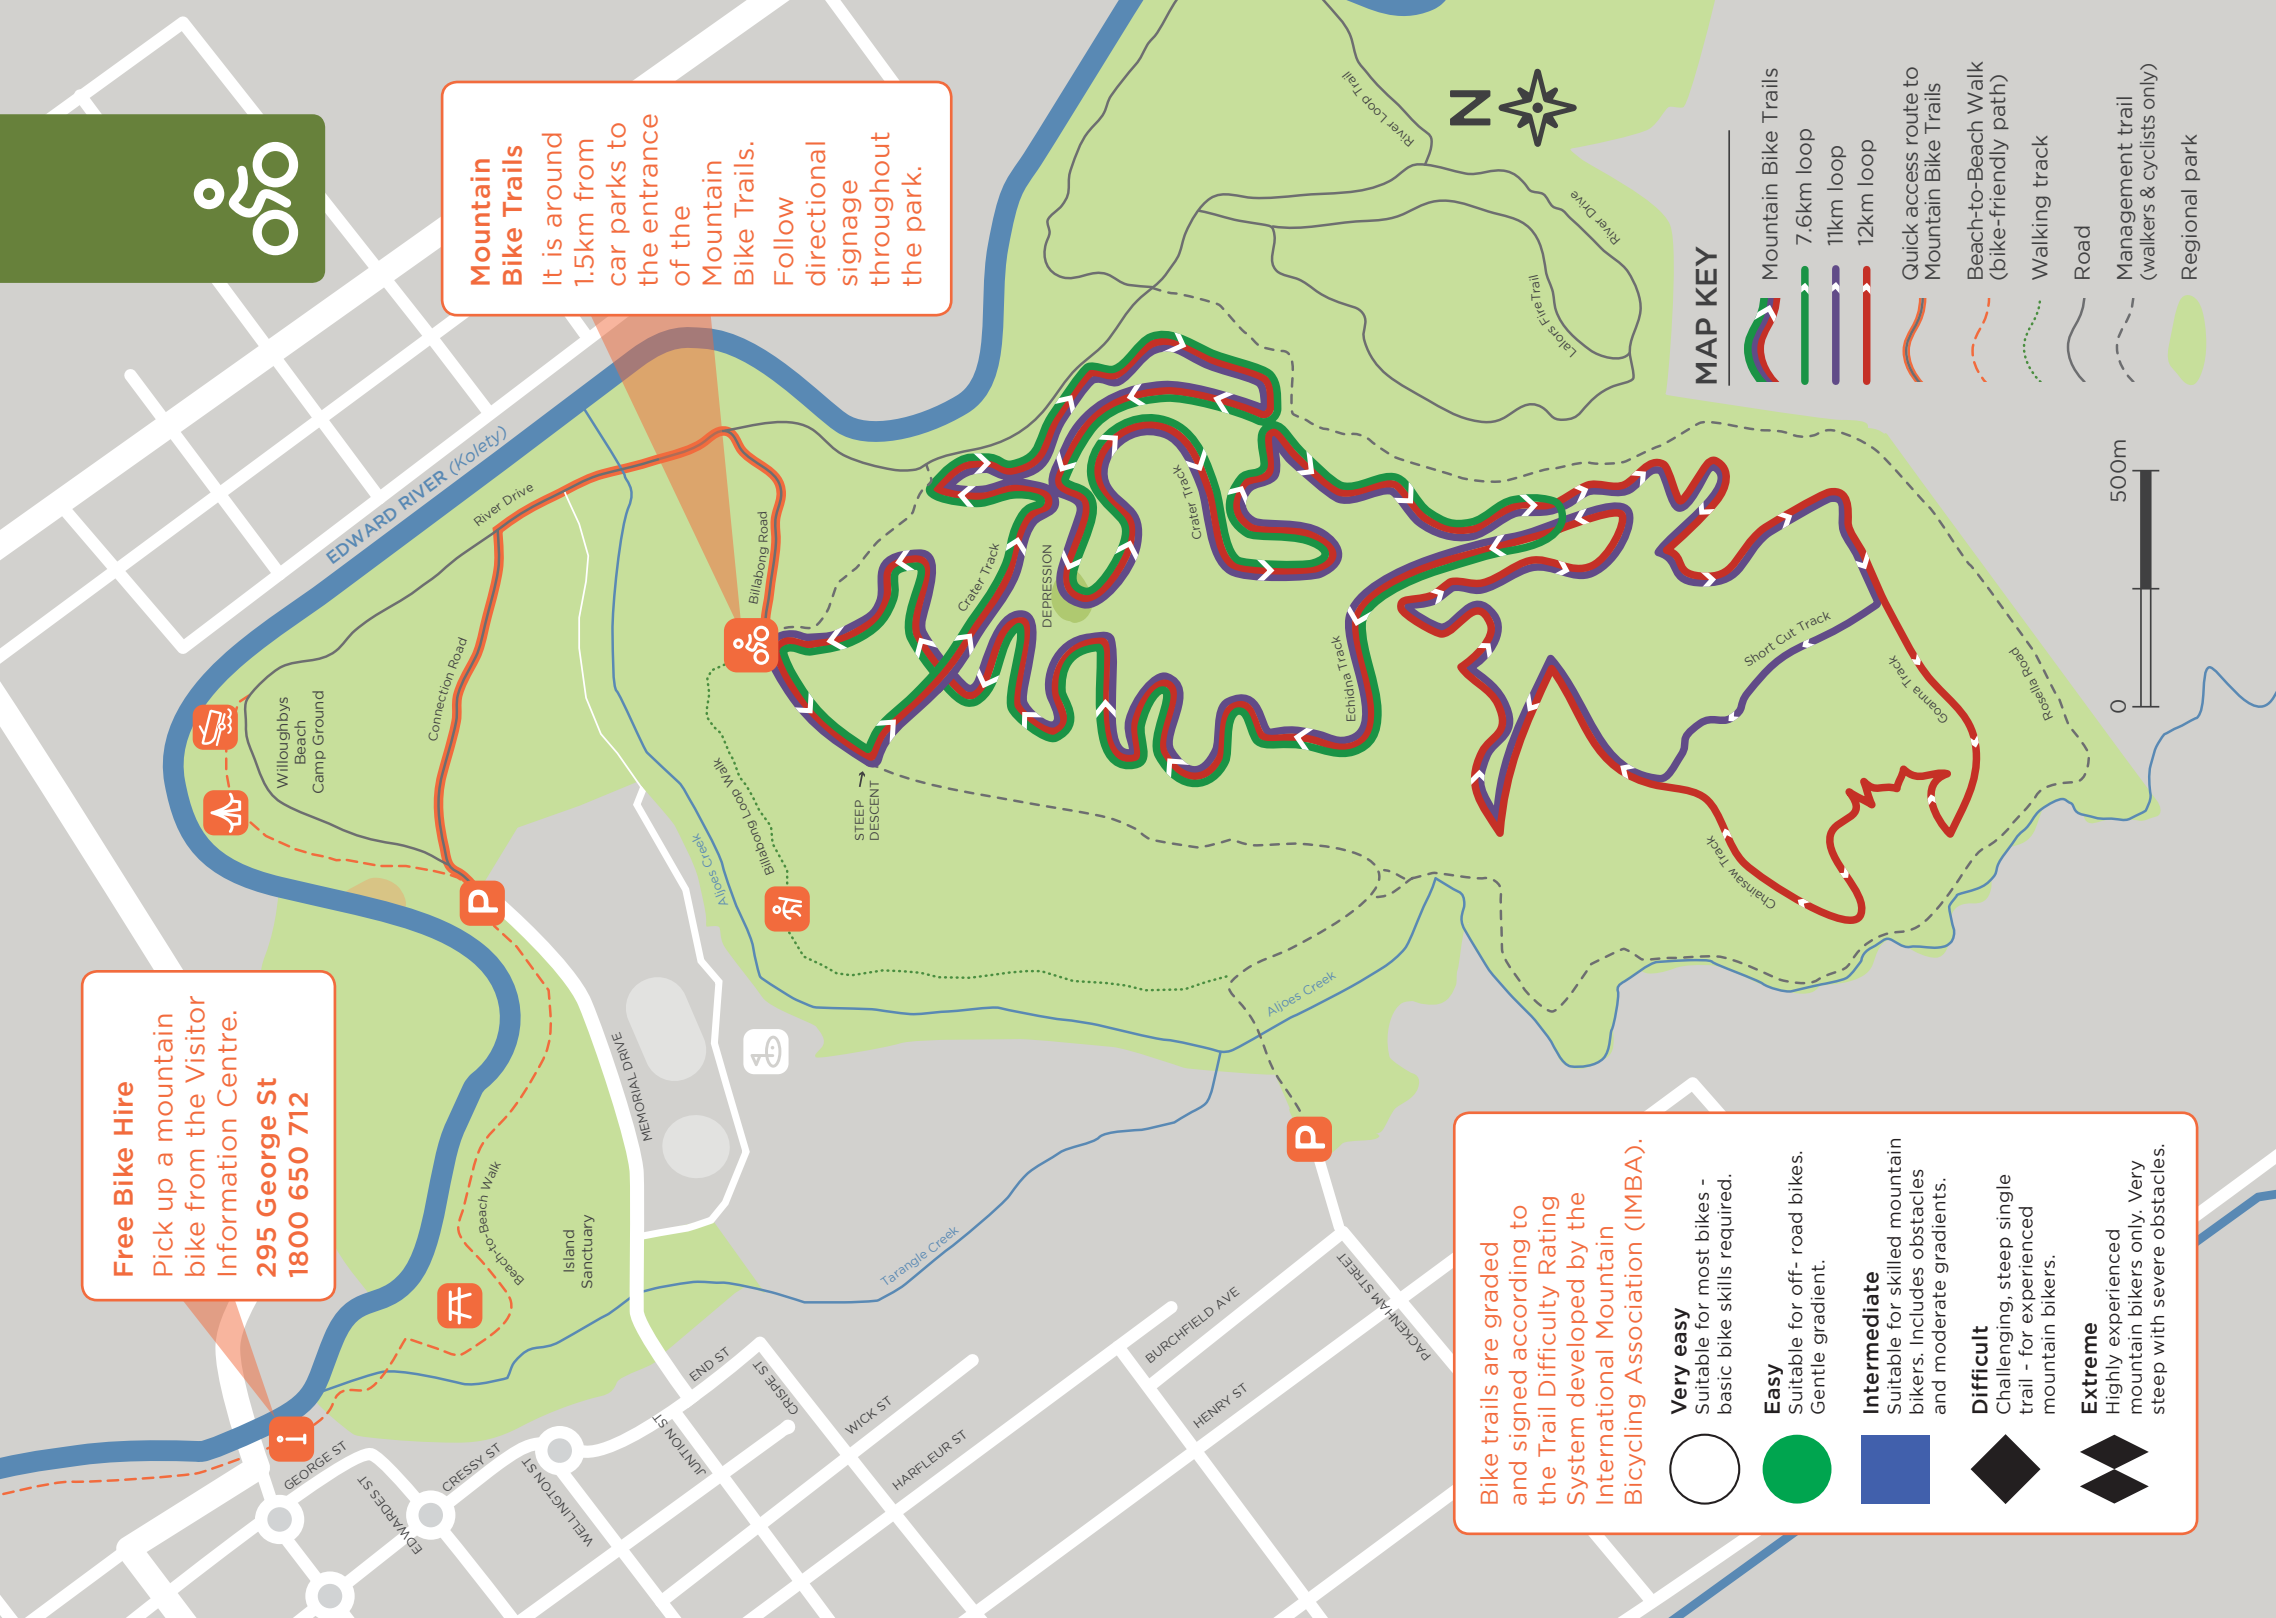 Free Bike Hire
Pick up a mountain
bike from the Visitor
Information Centre.
295 George St
1800 650 712
Mountain
Bike Trails
It is around
1.5km from
car parks to
the entrance
of the
Mountain
Bike Trails.
Follow
directional
signage
throughout
the park.
EDWARD RIVER (Kolety)
River Drive
Willoughbys
Beach
Camp Ground
Connection Road
Billabong Road
P
i
Beach-to-Beach Walk
Island
Sanctuary
MEMORIAL DRIVE
Aljoes Creek
Billabong Loop Walk
STEEP
DESCENT
Crater Track
DEPRESSION
Crater Track
Echidna Track
Short Cut Track
Goanna Track
Rosella Road
Chainsaw Track
River Loop Trail
River Drive
Lalors FireTrail
Aljoes Creek
Tarangle Creek
P
GEORGE ST
EDWARDES ST
CRESSY ST
WELLINGTON ST
JUNTION ST
END ST
CRISPE ST
WICK ST
HARFLEUR ST
BURCHFIELD AVE
HENRY ST
PACKENHAM STREET
N
MAP KEY
Mountain Bike Trails
7.6km loop
11km loop
12km loop
Quick access route to
Mountain Bike Trails
Beach-to-Beach Walk
(bike-friendly path)
Walking track
Road
Management trail
(walkers & cyclists only)
Regional park
0
500m
Bike trails are graded
and signed according to
the Trail Difficulty Rating
System developed by the
International Mountain
Bicycling Association (IMBA).
Very easy
Suitable for most bikes -
basic bike skills required.
Easy
Suitable for off- road bikes.
Gentle gradient.
Intermediate
Suitable for skilled mountain
bikers. Includes obstacles
and moderate gradients.
Difficult
Challenging, steep single
trail - for experienced
mountain bikers.
Extreme
Highly experienced
mountain bikers only. Very
steep with severe obstacles.